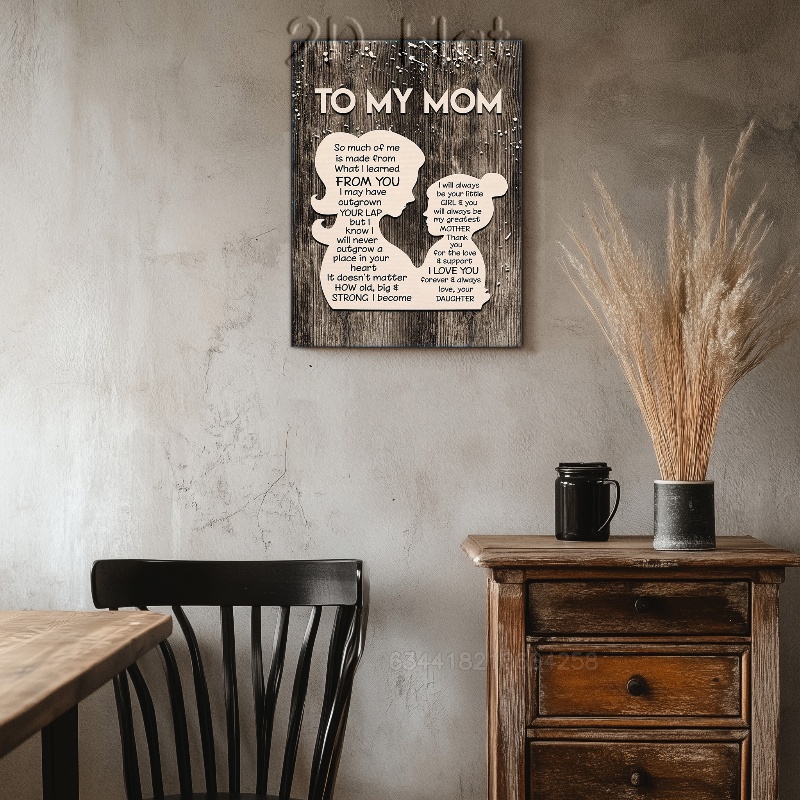 2D Flat
TO MY MOM
So much of me
is made from
What I learned
FROM YOU
I may have
outgrown
YOUR LAP
but I
know I
will never
outgrow a
place in your
heart
It doesn't matter
HOW old, big &
STRONG I become
I will always
be your little
GIRL & you
will always be
my greatest
MOTHER
Thank
you
for the love
& support
I LOVE YOU
forever & always
love, your
DAUGHTER